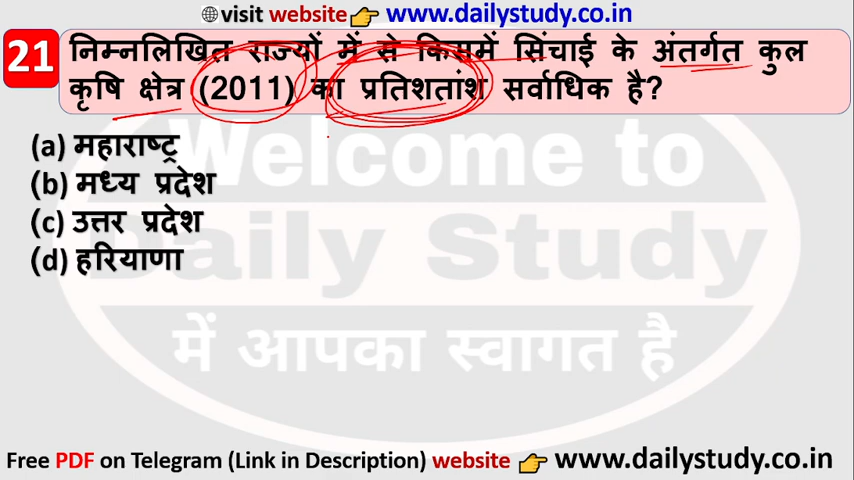 visit website 👉 www.dailystudy.co.in
21 निम्नलिखित राज्यों में से किसमें सिंचाई के अंतर्गत कुल
कृषि क्षेत्र (2011) का प्रतिशतांश सर्वाधिक है?
(a) महाराष्ट्र
(b) मध्य प्रदेश
(c) उत्तर प्रदेश
(d) हरियाणा
Welcome to
Daily Study
में आपका स्वागत है
Free PDF on Telegram (Link in Description) website 👉 www.dailystudy.co.in